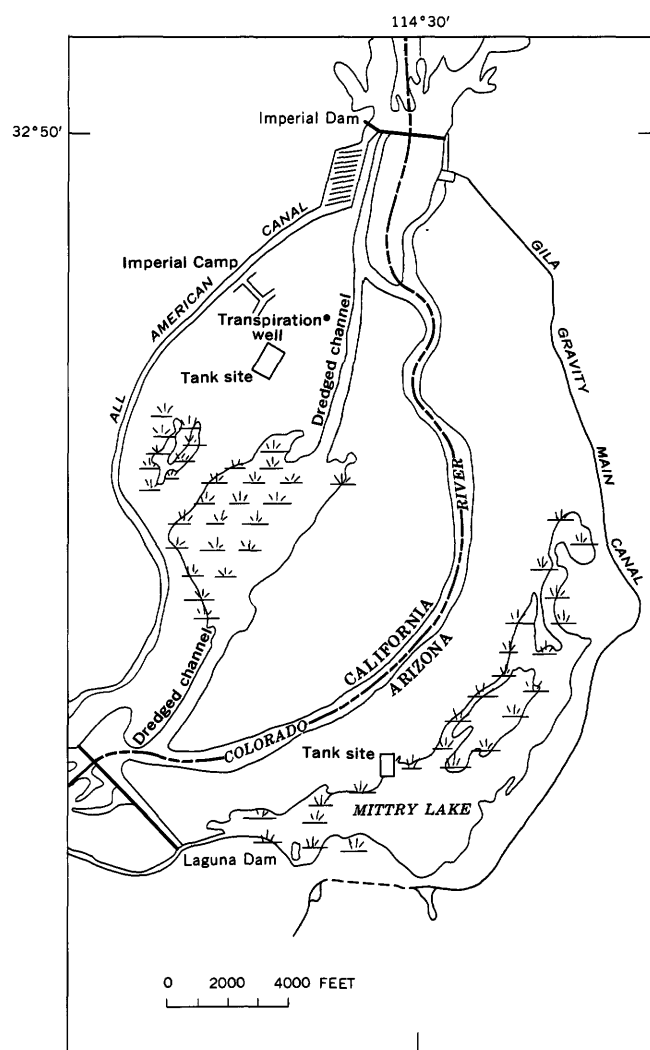 114°30'
32°50'
Imperial Dam
ALL AMERICAN CANAL
Imperial Camp
Transpiration
well
Tank site
Dredged channel
GILA GRAVITY MAIN CANAL
RIVER
CALIFORNIA
ARIZONA
Dredged channel
COLORADO
Tank site
MITTRY LAKE
Laguna Dam
0 2000 4000 FEET